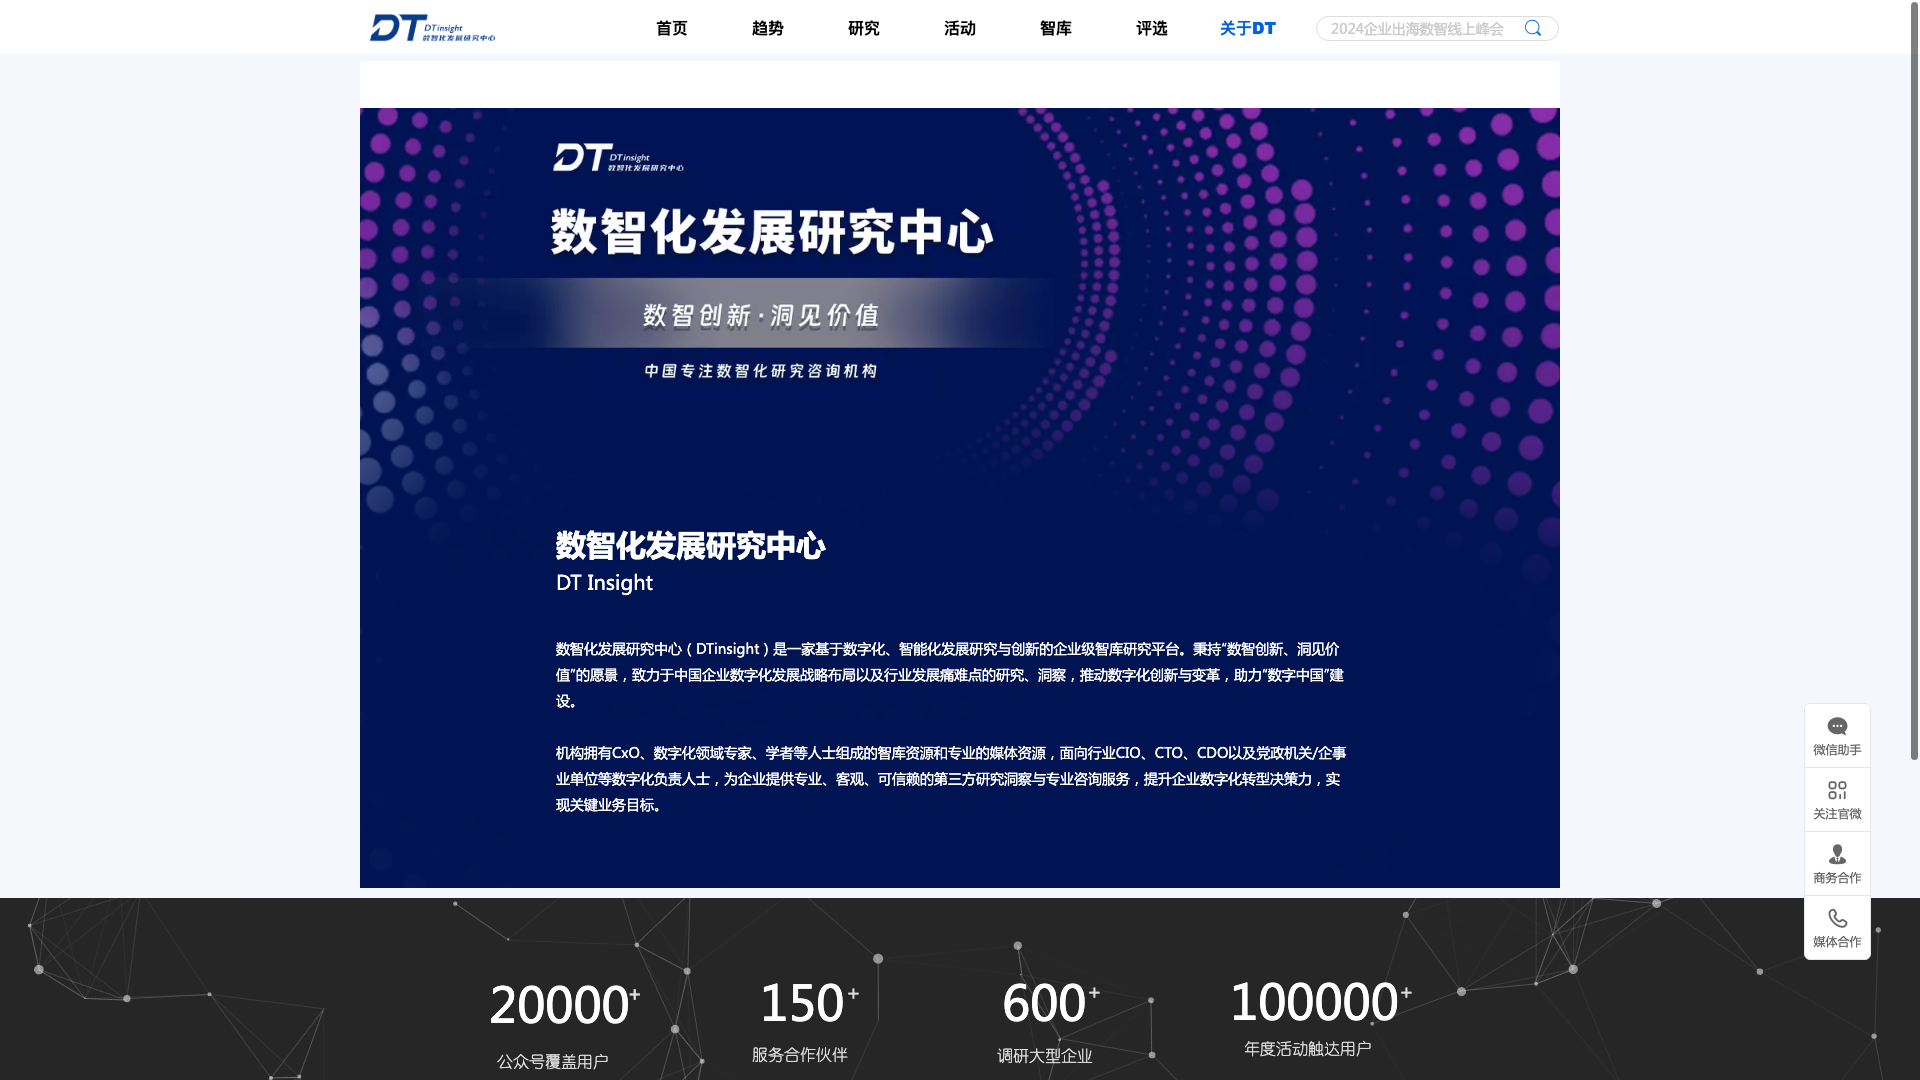 DT DTinsight 数智化发展研究中心
首页 趋势 研究 活动 智库 评选 关于DT 2024企业出海数智线上峰会
DT DTinsight 数智化发展研究中心
数智化发展研究中心
数智创新·洞见价值
中国专注数智化研究咨询机构
数智化发展研究中心
DT Insight
数智化发展研究中心（DTinsight）是一家基于数字化、智能化发展研究与创新的企业级智库研究平台。秉持“数智创新、洞见价
值”的愿景，致力于中国企业数字化发展战略布局以及行业发展痛难点的研究、洞察，推动数字化创新与变革，助力“数字中国”建
设。
机构拥有CxO、数字化领域专家、学者等人士组成的智库资源和专业的媒体资源，面向行业CIO、CTO、CDO以及党政机关/企事
业单位等数字化负责人士，为企业提供专业、客观、可信赖的第三方研究洞察与专业咨询服务，提升企业数字化转型决策力，实
现关键业务目标。
微信助手
关注官微
商务合作
媒体合作
20000+ 150+ 600+ 100000+
公众号覆盖用户 服务合作伙伴 调研大型企业 年度活动触达用户